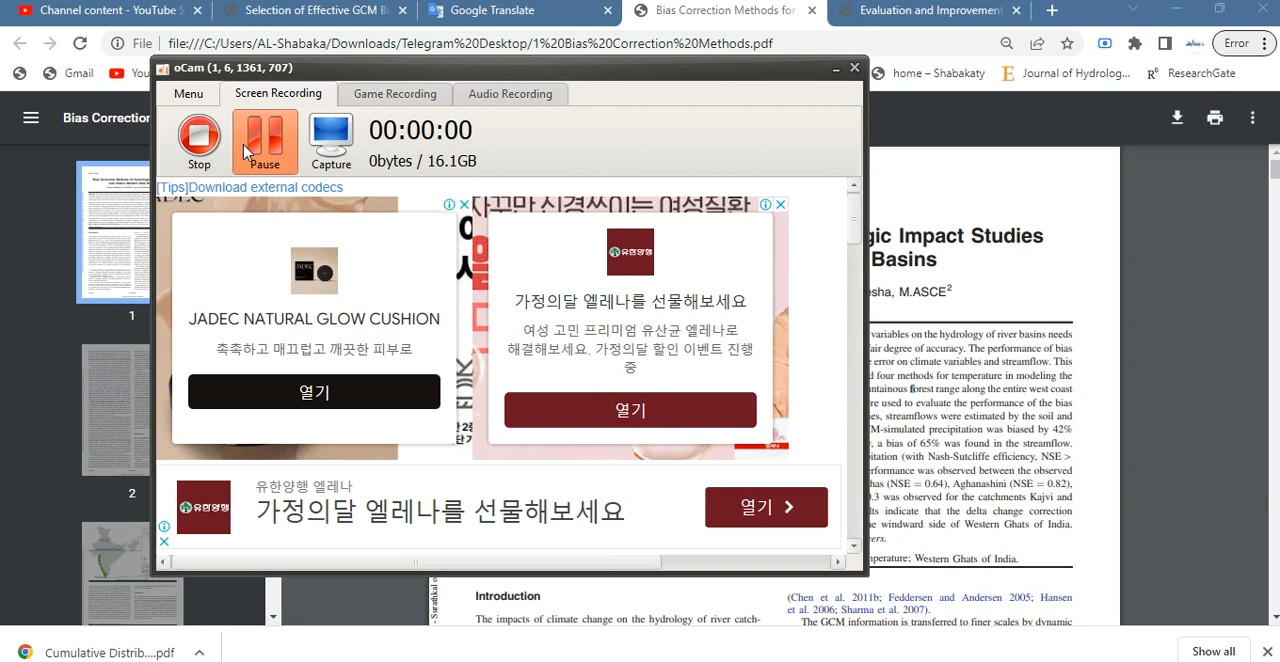 Channel content - YouTube S
Selection of Effective GCM B
Google Translate
Bias Correction Methods for
Evaluation and Improvement
File
file:///C:/Users/AL-Shabaka/Downloads/Telegram%20Desktop/1%20Bias%20Correction%20Methods.pdf
Error
Gmail
You
home – Shabakaty
Journal of Hydrolog...
ResearchGate
Bias Correction
oCam (1, 6, 1361, 707)
Menu
Screen Recording
Game Recording
Audio Recording
Stop
Pause
Capture
00:00:00
0bytes / 16.1GB
[Tips]Download external codecs
JADEC NATURAL GLOW CUSHION
촉촉하고 매끄럽고 깨끗한 피부로
열기
유한양행
가정의달 엘레나를 선물해보세요
여성 고민 프리미엄 유산균 엘레나로
해결해보세요. 가정의달 할인 이벤트 진행
중
열기
유한양행
유한양행 엘레나
가정의달 엘레나를 선물해보세요
열기
1
2
gic Impact Studies
Basins
esha, M.ASCE2
variables on the hydrology of river basins needs
air degree of accuracy. The performance of bias
error on climate variables and streamflow. This
d four methods for temperature in modeling the
untainous forest range along the entire west coast
re used to evaluate the performance of the bias
es, streamflows were estimated by the soil and
M-simulated precipitation was biased by 42%
, a bias of 65% was found in the streamflow.
itation (with Nash-Sutcliffe efficiency, NSE >
rformance was observed between the observed
has (NSE = 0.64), Aghanashini (NSE = 0.82),
0.3 was observed for the catchments Kajvi and
lts indicate that the delta change correction
e windward side of Western Ghats of India.
ers.
perature; Western Ghats of India.
Introduction
The impacts of climate change on the hydrology of river catch-
(Chen et al. 2011b; Feddersen and Andersen 2005; Hansen
et al. 2006; Sharma et al. 2007).
The GCM information is transferred to finer scales by dynamic
Cumulative Distrib....pdf
Show all